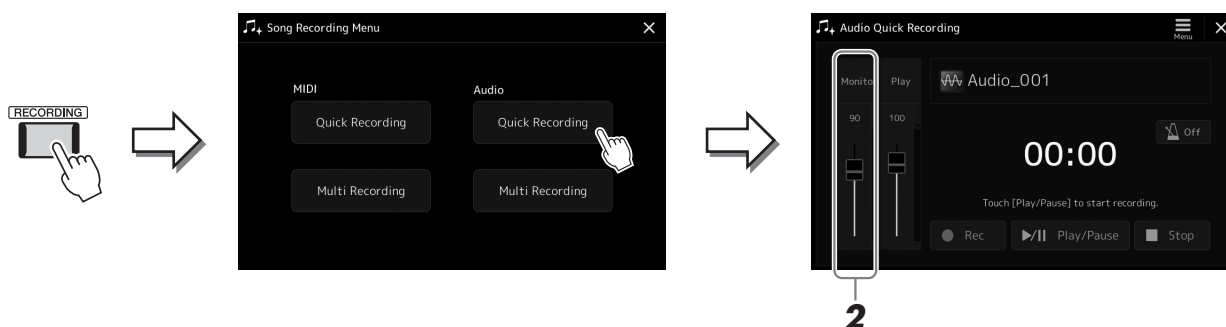 [RECORDING]
Song Recording Menu
MIDI
Audio
Quick Recording
Quick Recording
Multi Recording
Multi Recording
Audio Quick Recording
Menu
Monito
Play
Audio_001
90
100
Off
00:00
Touch [Play/Pause] to start recording.
Rec
Play/Pause
Stop
2